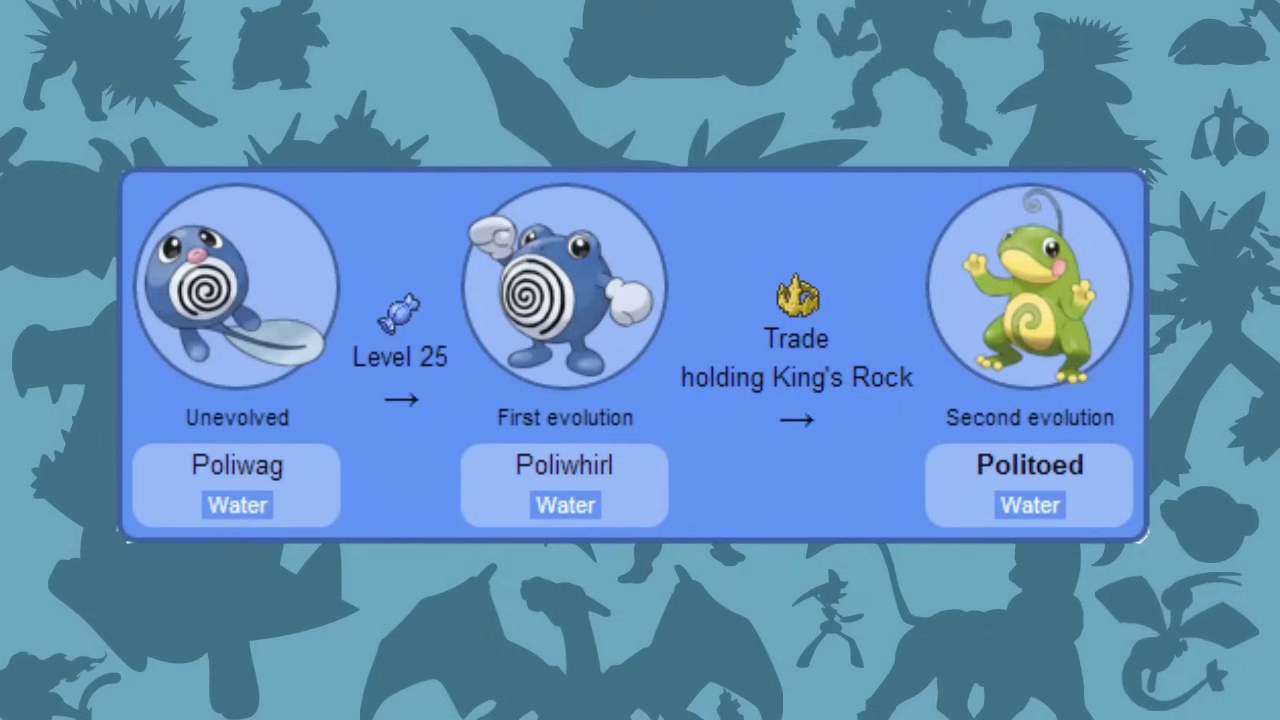 Level 25
→
Trade
holding King's Rock
→
Unevolved
First evolution
Second evolution
Poliwag
Poliwhirl
Politoed
Water
Water
Water